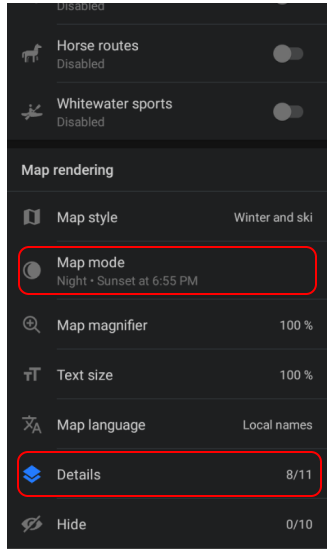 Disabled
Horse routes
Disabled
Whitewater sports
Disabled
Map rendering
Map style Winter and ski
Map mode
Night • Sunset at 6:55 PM
Map magnifier 100 %
Text size 100 %
Map language Local names
Details 8/11
Hide 0/10